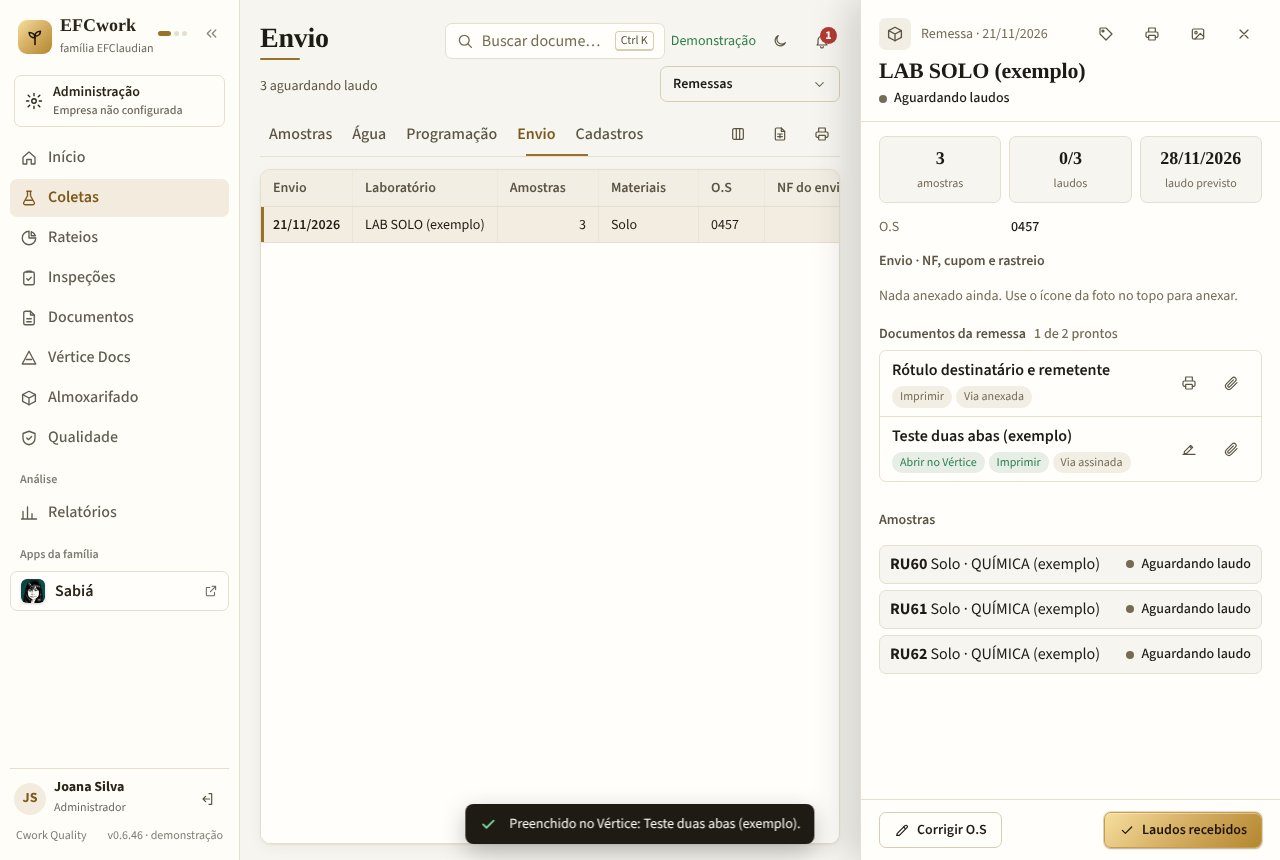 EFCwork
família EFClaudian
Administração
Empresa não configurada
Início
Coletas
Rateios
Inspeções
Documentos
Vértice Docs
Almoxarifado
Qualidade
Análise
Relatórios
Apps da família
Sabiá
JS
Joana Silva
Administrador
Cwork Quality v0.6.46 · demonstração
Envio
Buscar docume… Ctrl K
Demonstração
1
3 aguardando laudo
Remessas
Amostras Água Programação Envio Cadastros
Envio Laboratório Amostras Materiais O.S NF do envi
21/11/2026 LAB SOLO (exemplo) 3 Solo 0457
Preenchido no Vértice: Teste duas abas (exemplo).
Remessa · 21/11/2026
LAB SOLO (exemplo)
Aguardando laudos
3 0/3 28/11/2026
amostras laudos laudo previsto
O.S 0457
Envio · NF, cupom e rastreio
Nada anexado ainda. Use o ícone da foto no topo para anexar.
Documentos da remessa 1 de 2 prontos
Rótulo destinatário e remetente
Imprimir Via anexada
Teste duas abas (exemplo)
Abrir no Vértice Imprimir Via assinada
Amostras
RU60 Solo · QUÍMICA (exemplo) Aguardando laudo
RU61 Solo · QUÍMICA (exemplo) Aguardando laudo
RU62 Solo · QUÍMICA (exemplo) Aguardando laudo
Corrigir O.S Laudos recebidos